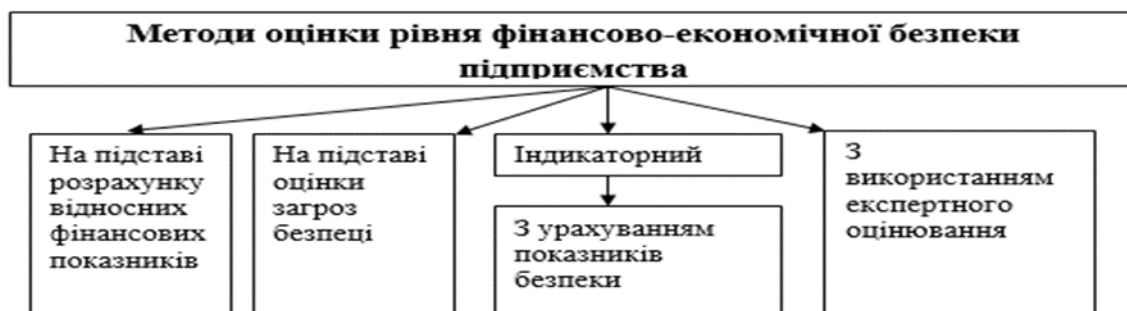 Методи оцінки рівня фінансово-економічної безпеки
підприємства
На підставі
розрахунку
відносних
фінансових
показників
На підставі
оцінки
загроз
безпеці
Індикаторний
З урахуванням
показників
безпеки
З
використанням
експертного
оцінювання